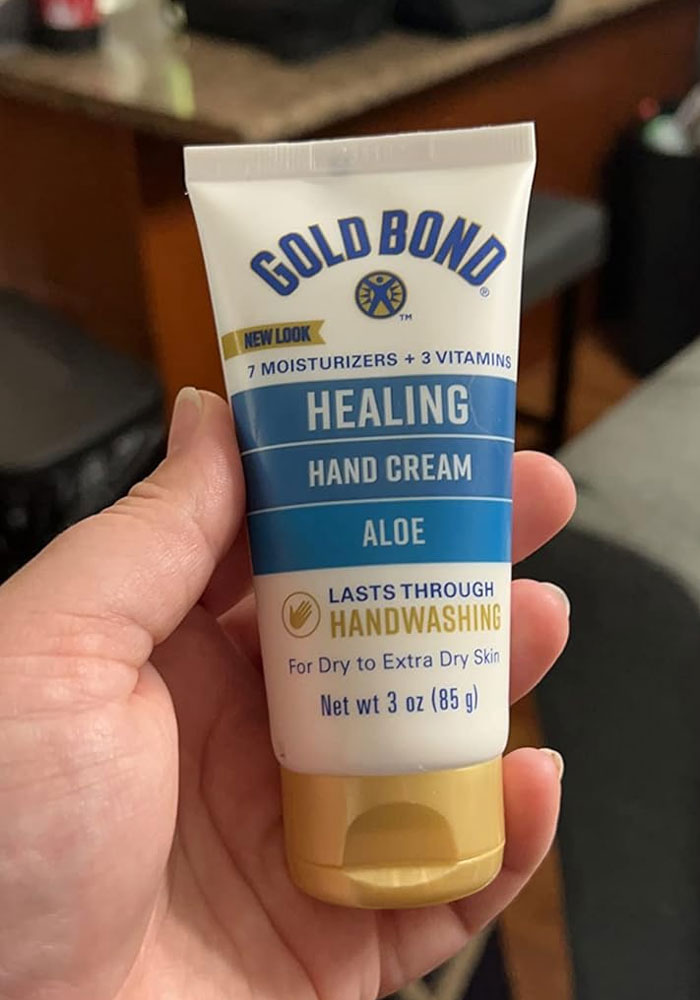 GOLD BOND
®
TM
NEW LOOK
7 MOISTURIZERS + 3 VITAMINS
HEALING
HAND CREAM
ALOE
LASTS THROUGH
HANDWASHING
For Dry to Extra Dry Skin
Net wt 3 oz (85 g)